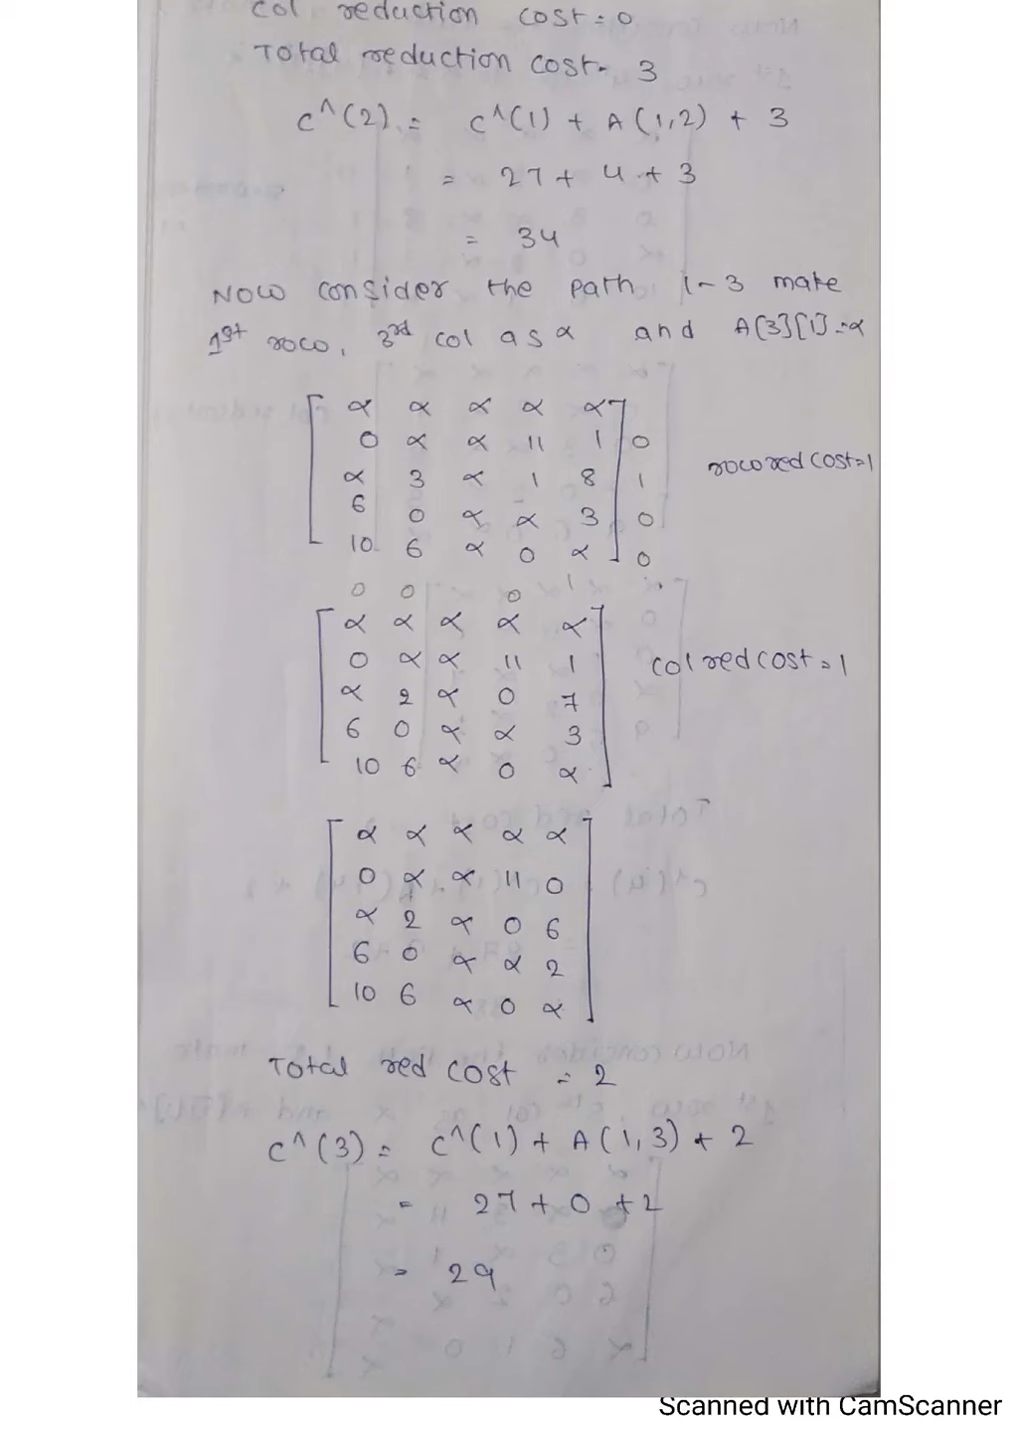 col reduction cost = 0
Total reduction cost = 3
c^(2) = c^(1) + A(1,2) + 3
= 27 + 4 + 3
= 34
Now consider the path 1-3 make
1st row, 3rd col as α and A[3][1] = α
α α α α α
0 α α 11 1 0
α 3 α 1 8 1
6 0 α α 3 0
10 6 α 0 α 0
row red cost = 1
0 0 0 1
α α α α α
0 α α 11 1
α 2 α 0 7
6 0 α α 3
10 6 α 0 α
col red cost = 1
α α α α α
0 α α 11 0
α 2 α 0 6
6 0 α α 2
10 6 α 0 α
Total red cost = 2
c^(3) = c^(1) + A(1,3) + 2
= 27 + 0 + 2
= 29
Scanned with CamScanner